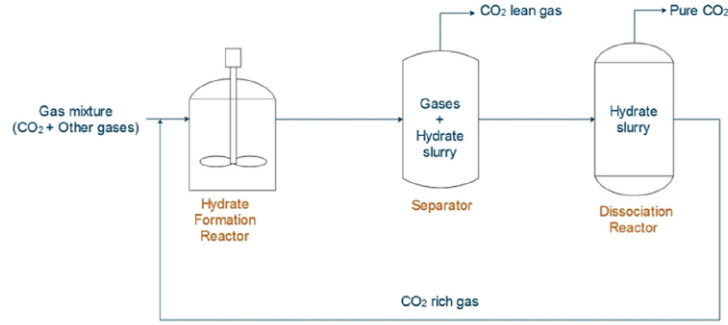 CO₂ lean gas
Pure CO₂
Gas mixture
(CO₂ + Other gases)
Gases
+
Hydrate
slurry
Hydrate
slurry
Hydrate
Formation
Reactor
Separator
Dissociation
Reactor
CO₂ rich gas